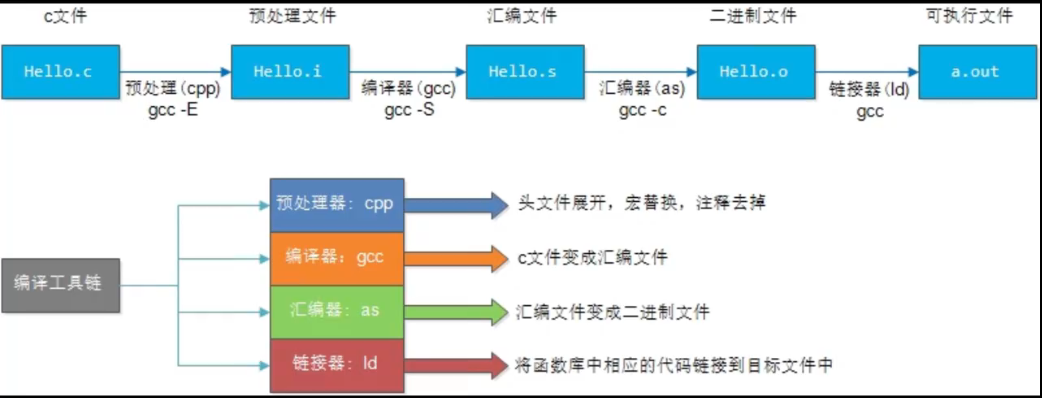 c文件 预处理文件 汇编文件 二进制文件 可执行文件
Hello.c Hello.i Hello.s Hello.o a.out
预处理(cpp) 编译器(gcc) 汇编器(as) 链接器(ld)
gcc -E gcc -S gcc -c gcc
预处理器: cpp 头文件展开，宏替换，注释去掉
编译器: gcc c文件变成汇编文件
编译工具链
汇编器: as 汇编文件变成二进制文件
链接器: ld 将函数库中相应的代码链接到目标文件中